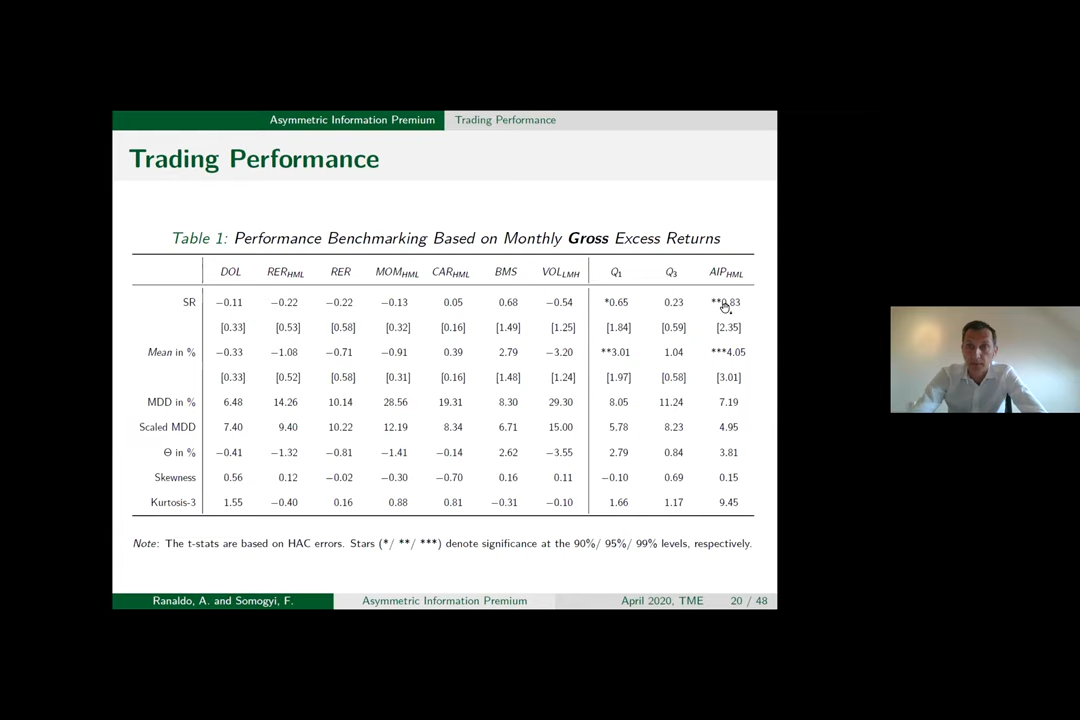 Asymmetric Information Premium Trading Performance
Trading Performance
Table 1: Performance Benchmarking Based on Monthly Gross Excess Returns
DOL RER_HML RER MOM_HML CAR_HML BMS VOL_LMH Q_1 Q_3 AIP_HML
SR −0.11 −0.22 −0.22 −0.13 0.05 0.68 −0.54 *0.65 0.23 **0.83
[0.33] [0.53] [0.58] [0.32] [0.16] [1.49] [1.25] [1.84] [0.59] [2.35]
Mean in % −0.33 −1.08 −0.71 −0.91 0.39 2.79 −3.20 **3.01 1.04 ***4.05
[0.33] [0.52] [0.58] [0.31] [0.16] [1.48] [1.24] [1.97] [0.58] [3.01]
MDD in % 6.48 14.26 10.14 28.56 19.31 8.30 29.30 8.05 11.24 7.19
Scaled MDD 7.40 9.40 10.22 12.19 8.34 6.71 15.00 5.78 8.23 4.95
Θ in % −0.41 −1.32 −0.81 −1.41 −0.14 2.62 −3.55 2.79 0.84 3.81
Skewness 0.56 0.12 −0.02 −0.30 −0.70 0.16 0.11 −0.10 0.69 0.15
Kurtosis-3 1.55 −0.40 0.16 0.88 0.81 −0.31 −0.10 1.66 1.17 9.45
Note: The t-stats are based on HAC errors. Stars (*/ **/ ***) denote significance at the 90%/ 95%/ 99% levels, respectively.
Ranaldo, A. and Somogyi, F. Asymmetric Information Premium April 2020, TME 20 / 48